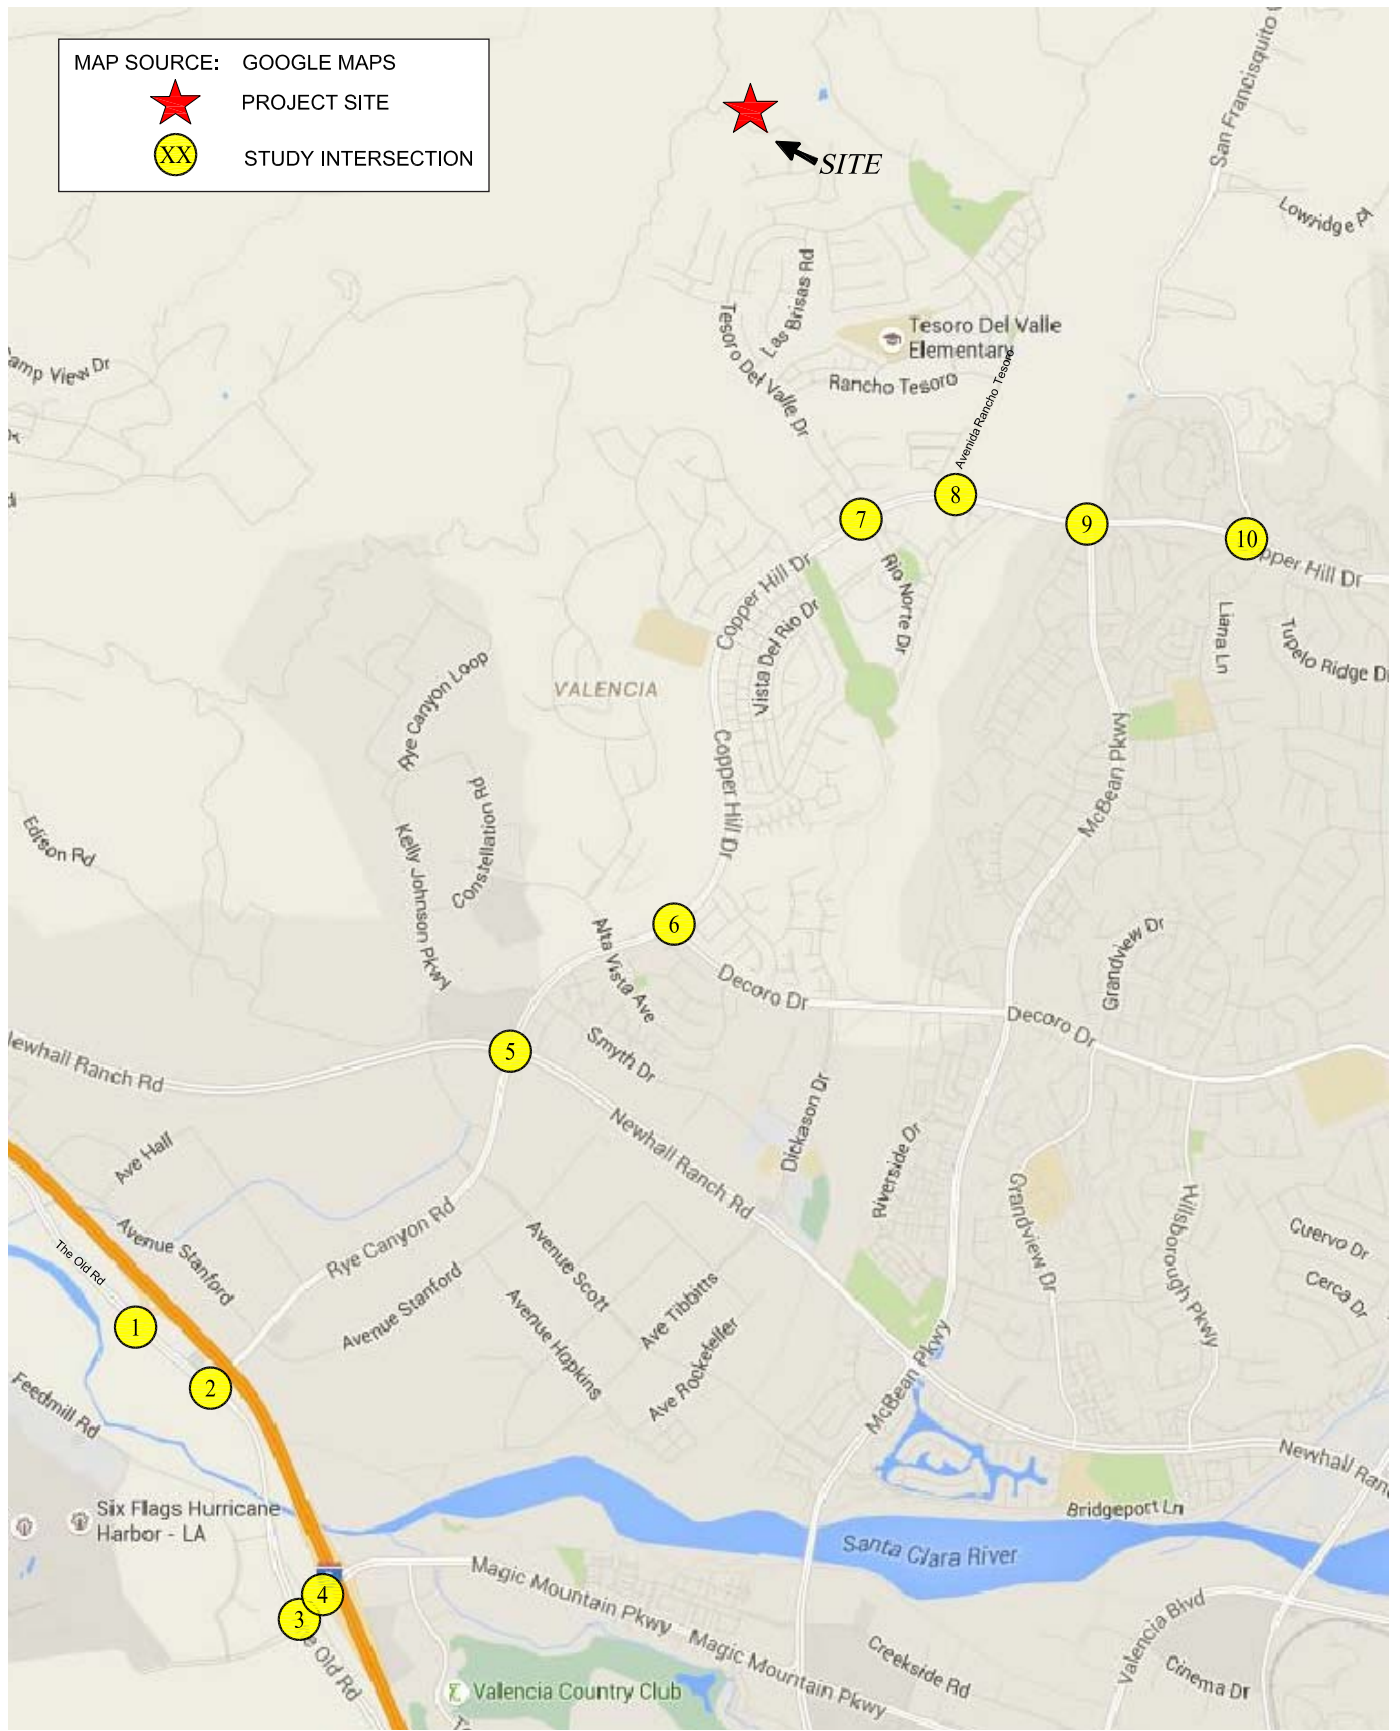 MAP SOURCE: GOOGLE MAPS
PROJECT SITE
XX STUDY INTERSECTION
SITE
San Francisquito
Lowridge Pl
Las Brisas Rd
Tesoro Del Valle Dr
Tesoro Del Valle
Elementary
Rancho Tesoro
Avenida Rancho Tesoro
amp View Dr
8
7
9
10
pper Hill Dr
Copper Hill Dr
Rio Norte Dr
Vista Del Rio Dr
Liana Ln
Tupelo Ridge Dr
VALENCIA
Rye Canyon Loop
Copper Hill Dr
McBean Pkwy
Constellation Rd
Kelly Johnson Pkwy
Edison Rd
6
Alta Vista Ave
Decoro Dr
Grandview Dr
Decoro Dr
5
Smyth Dr
ewhall Ranch Rd
Newhall Ranch Rd
Dickason Dr
Riverside Dr
Ave Hall
Avenue Stanford
The Old Rd
Rye Canyon Rd
Avenue Stanford
Avenue Scott
Avenue Hopkins
Ave Tibbitts
Ave Rockefeller
Grandview Dr
Hillsborough Pkwy
Cuervo Dr
Cerca Dr
1
2
McBean Pkwy
Feedmill Rd
Newhall Ran
Six Flags Hurricane
Harbor - LA
Bridgeport Ln
Santa Clara River
4
3
e Old Rd
Magic Mountain Pkwy
Magic Mountain Pkwy
Valencia Blvd
Creekside Rd
Cinema Dr
Valencia Country Club